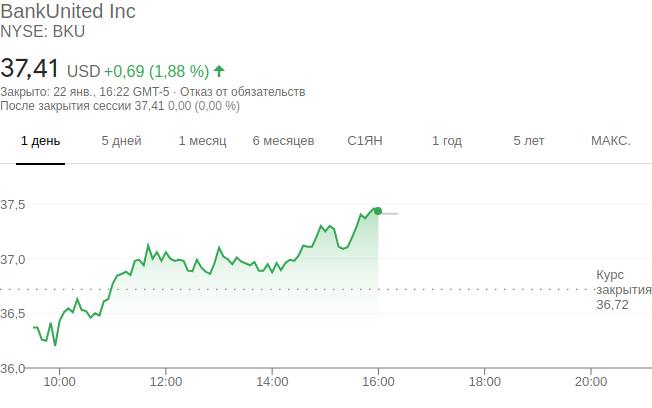 BankUnited Inc
NYSE: BKU
37,41 USD +0,69 (1,88 %)
Закрыто: 22 янв., 16:22 GMT-5 · Отказ от обязательств
После закрытия сессии 37,41 0,00 (0,00 %)
1 день 5 дней 1 месяц 6 месяцев С1ЯН 1 год 5 лет МАКС.
37,5
37,0
Курс
закрытия
36,72
36,5
36,0
10:00 12:00 14:00 16:00 18:00 20:00